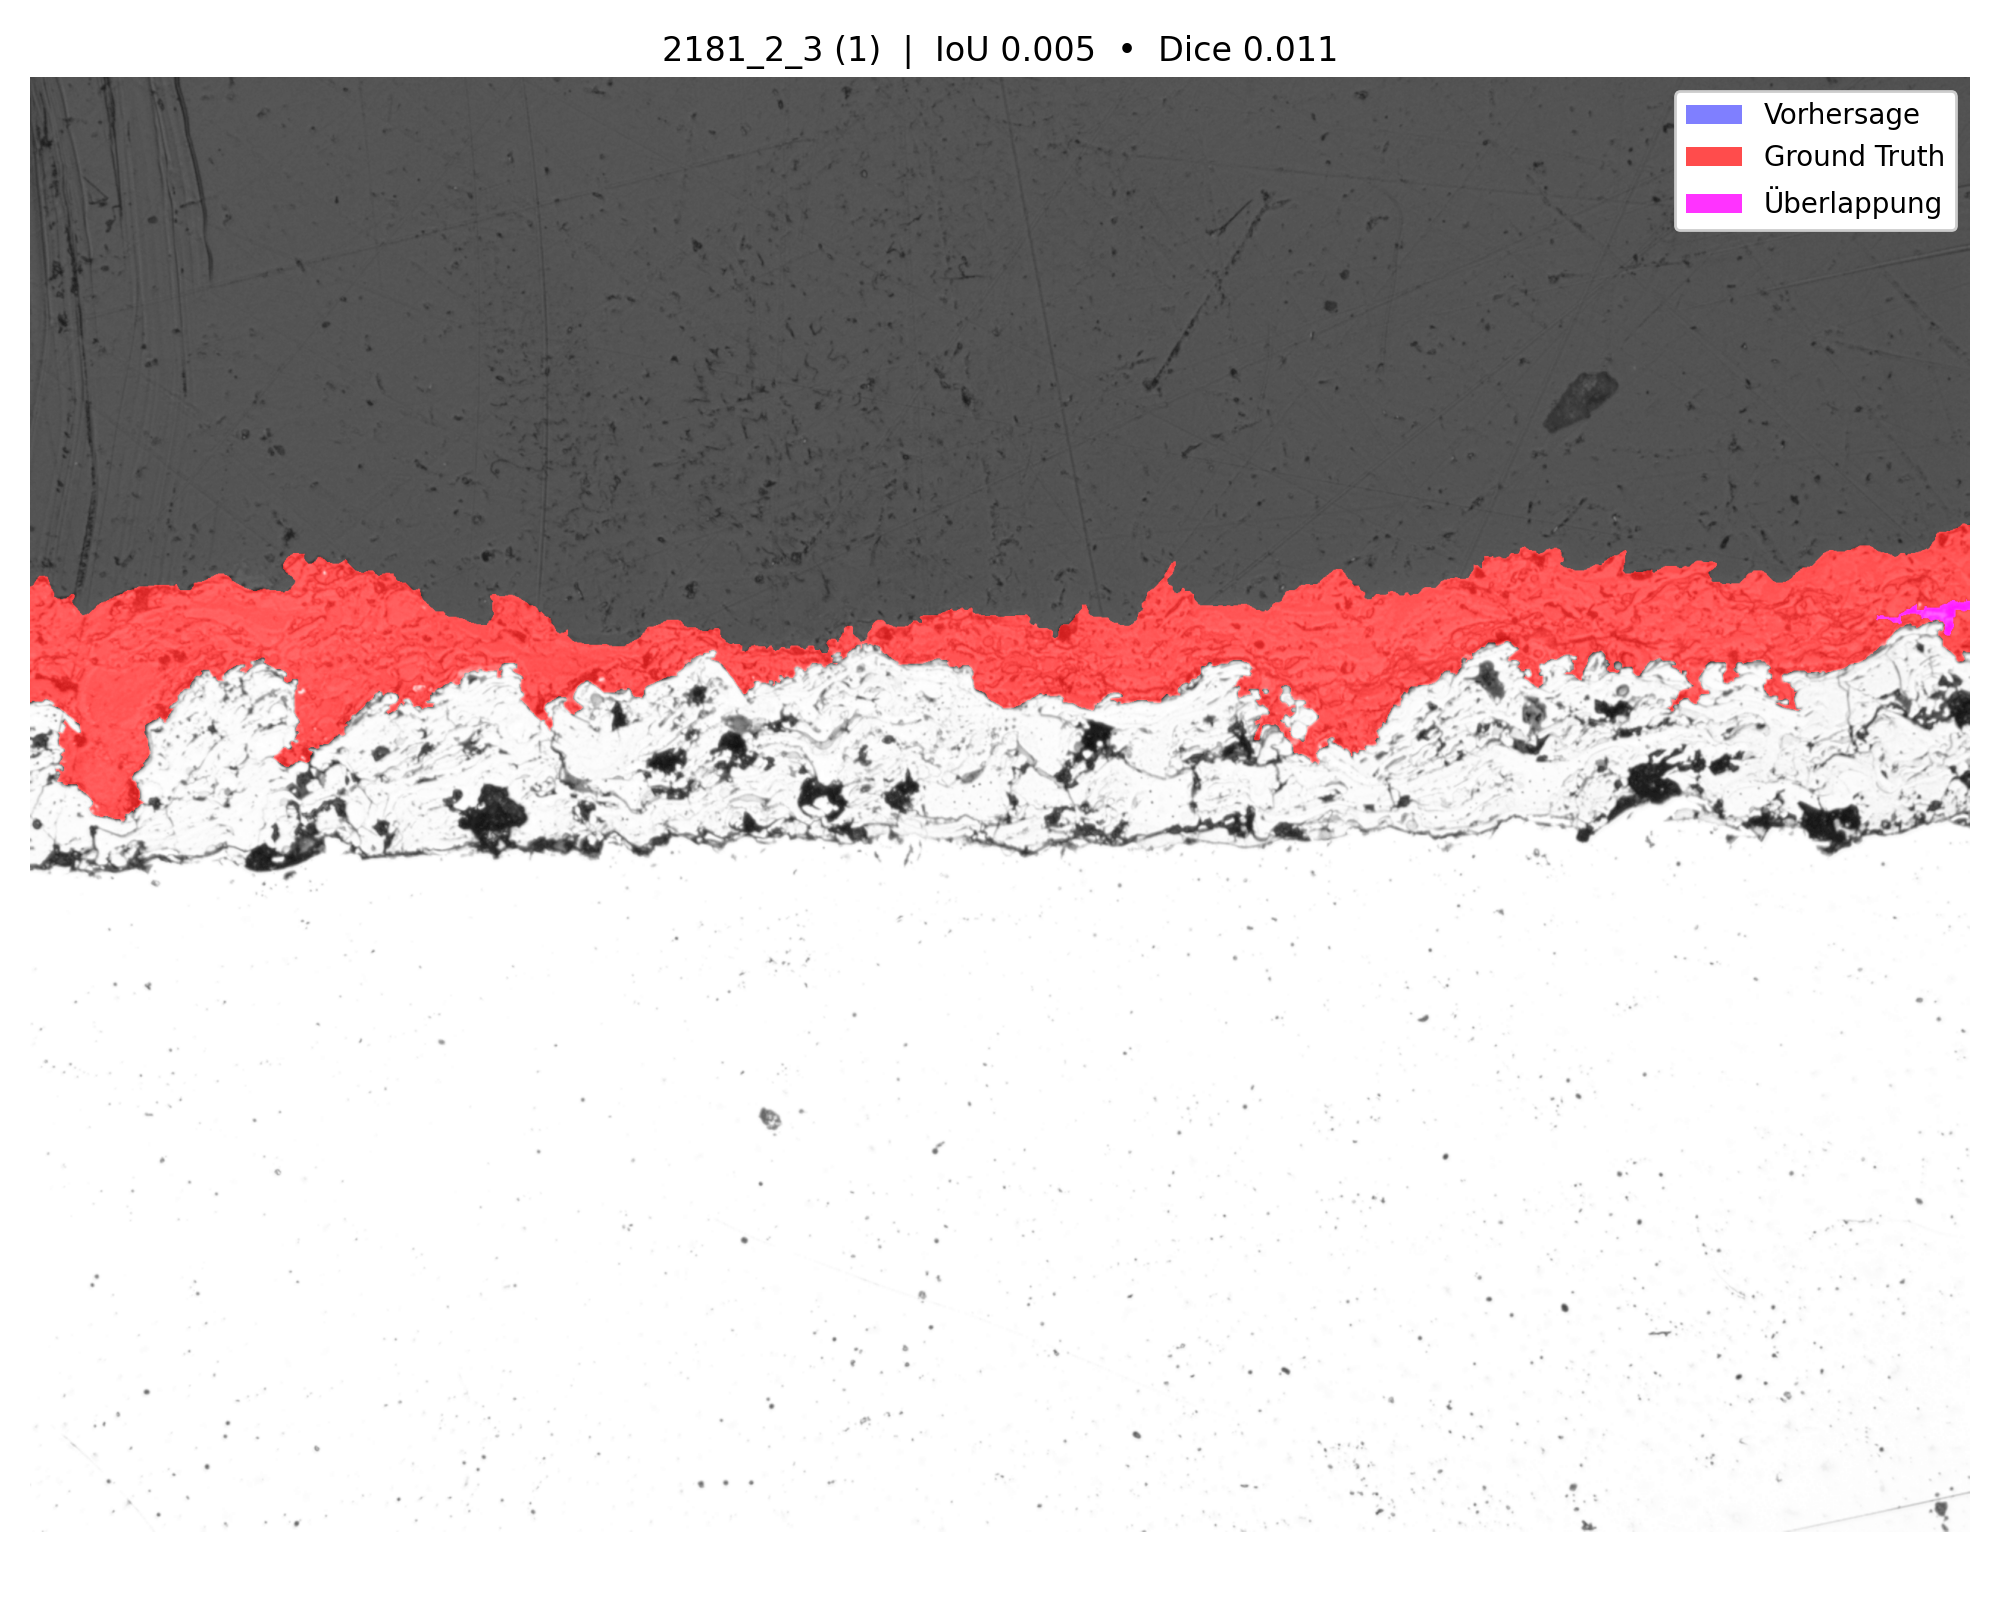 2181_2_3 (1) | IoU 0.005 • Dice 0.011
Vorhersage
Ground Truth
Überlappung